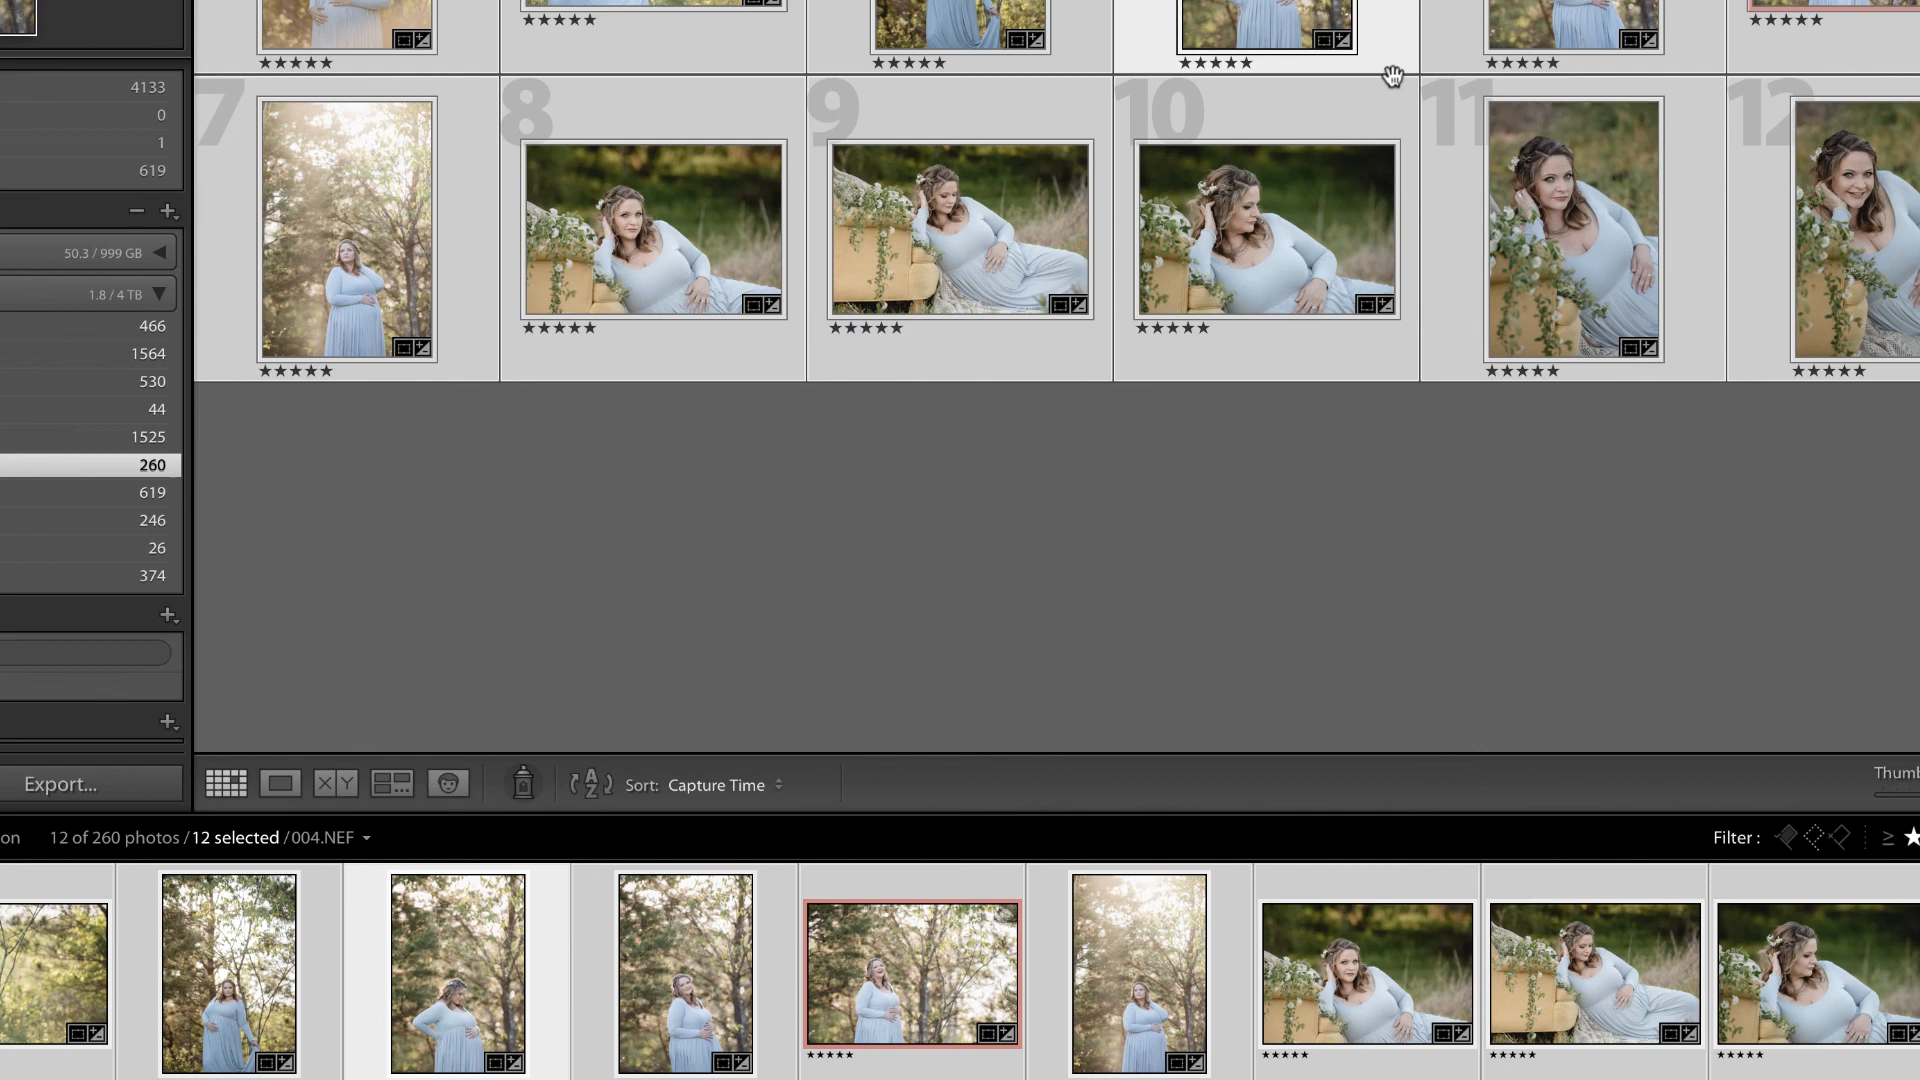 4133
0
1
619
50.3 / 999 GB
1.8 / 4 TB
466
1564
530
44
1525
260
619
246
26
374
7
8
9
10
11
12
Export...
X Y
Sort: Capture Time
Thumb
on 12 of 260 photos / 12 selected / 004.NEF
Filter : ≥